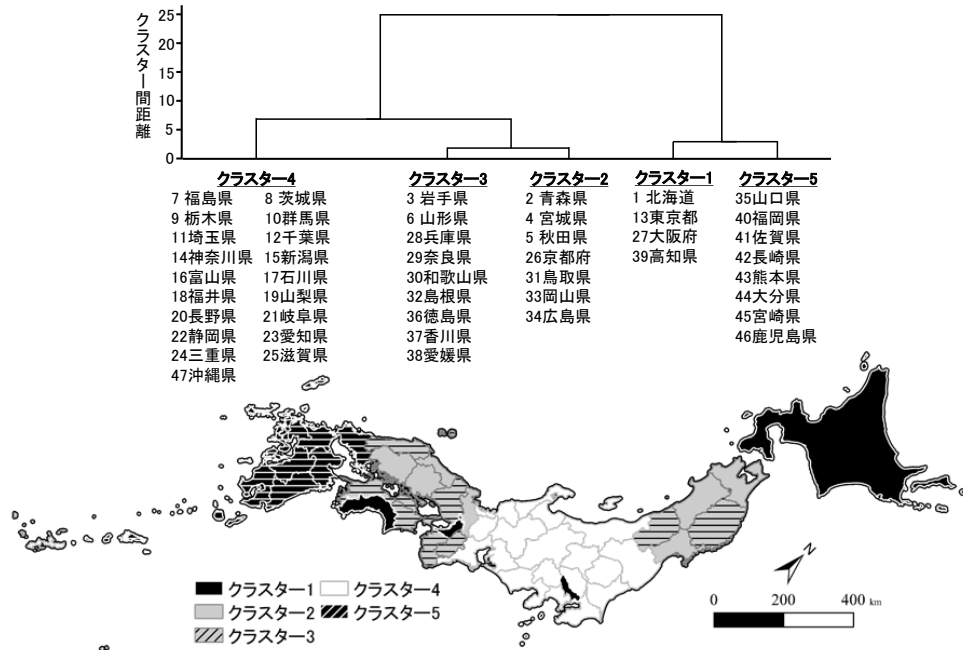 クラスター間距離
25
20
15
10
5
0
クラスター4
7 福島県 8 茨城県
9 栃木県 10群馬県
11埼玉県 12千葉県
14神奈川県 15新潟県
16富山県 17石川県
18福井県 19山梨県
20長野県 21岐阜県
22静岡県 23愛知県
24三重県 25滋賀県
47沖縄県
クラスター3
3 岩手県
6 山形県
28兵庫県
29奈良県
30和歌山県
32島根県
36徳島県
37香川県
38愛媛県
クラスター2
2 青森県
4 宮城県
5 秋田県
26京都府
31鳥取県
33岡山県
34広島県
クラスター1
1 北海道
13東京都
27大阪府
39高知県
クラスター5
35山口県
40福岡県
41佐賀県
42長崎県
43熊本県
44大分県
45宮崎県
46鹿児島県
クラスター1 クラスター4
クラスター2 クラスター5
クラスター3
N
0 200 400 km